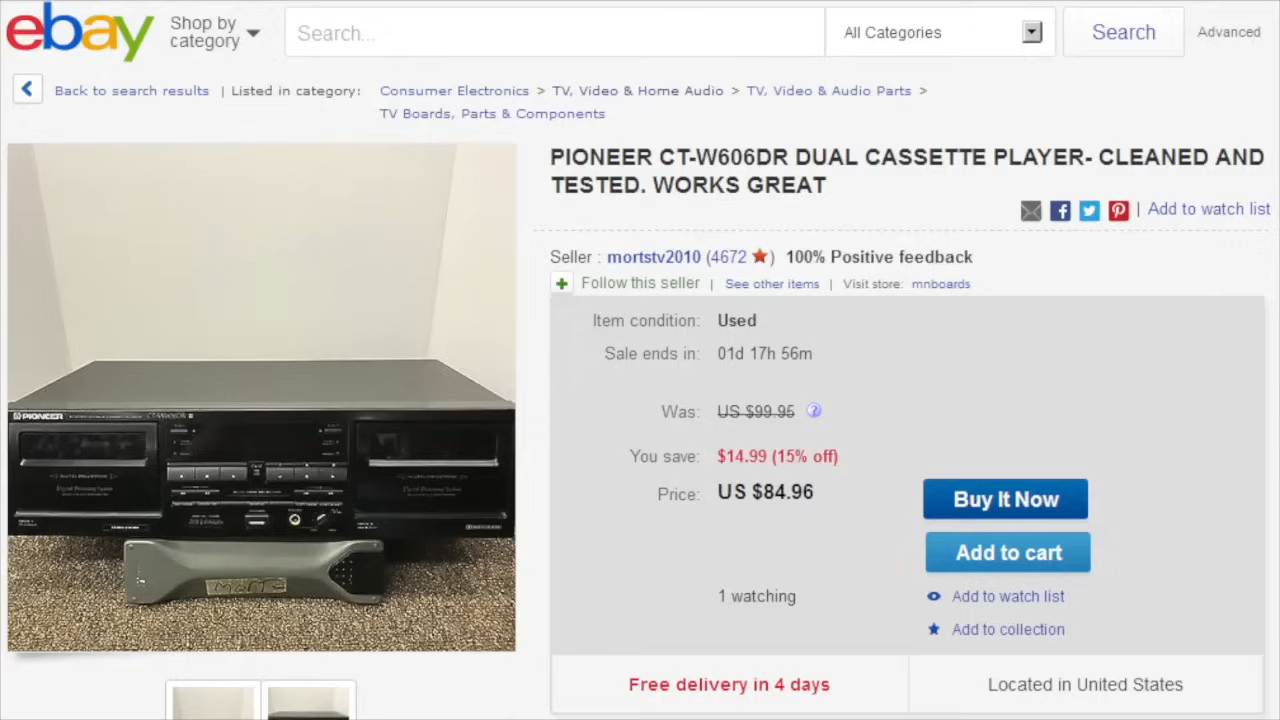 ebay
Shop by
category
Search...
All Categories
Search
Advanced
Back to search results | Listed in category: Consumer Electronics > TV, Video & Home Audio > TV, Video & Audio Parts >
TV Boards, Parts & Components
PIONEER CT-W606DR DUAL CASSETTE PLAYER- CLEANED AND
TESTED. WORKS GREAT
| Add to watch list
Seller : mortstv2010 (4672 ) 100% Positive feedback
Follow this seller | See other items | Visit store: mnboards
Item condition: Used
Sale ends in: 01d 17h 56m
Was: US $99.95 ?
You save: $14.99 (15% off)
Price: US $84.96
Buy It Now
Add to cart
1 watching
Add to watch list
Add to collection
Free delivery in 4 days
Located in United States
PIONEER